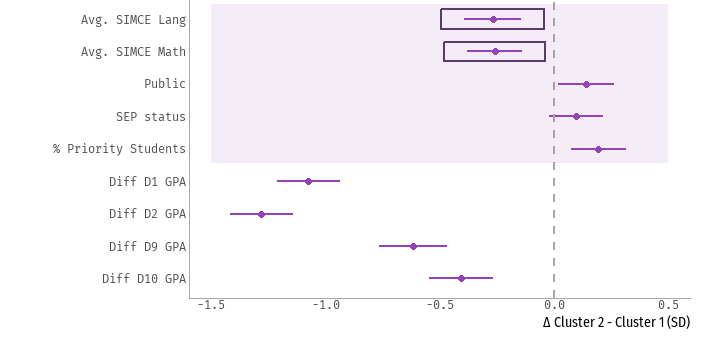 Avg. SIMCE Lang
Avg. SIMCE Math
Public
SEP status
% Priority Students
Diff D1 GPA
Diff D2 GPA
Diff D9 GPA
Diff D10 GPA
-1.5 -1.0 -0.5 0.0 0.5
Δ Cluster 2 - Cluster 1 (SD)